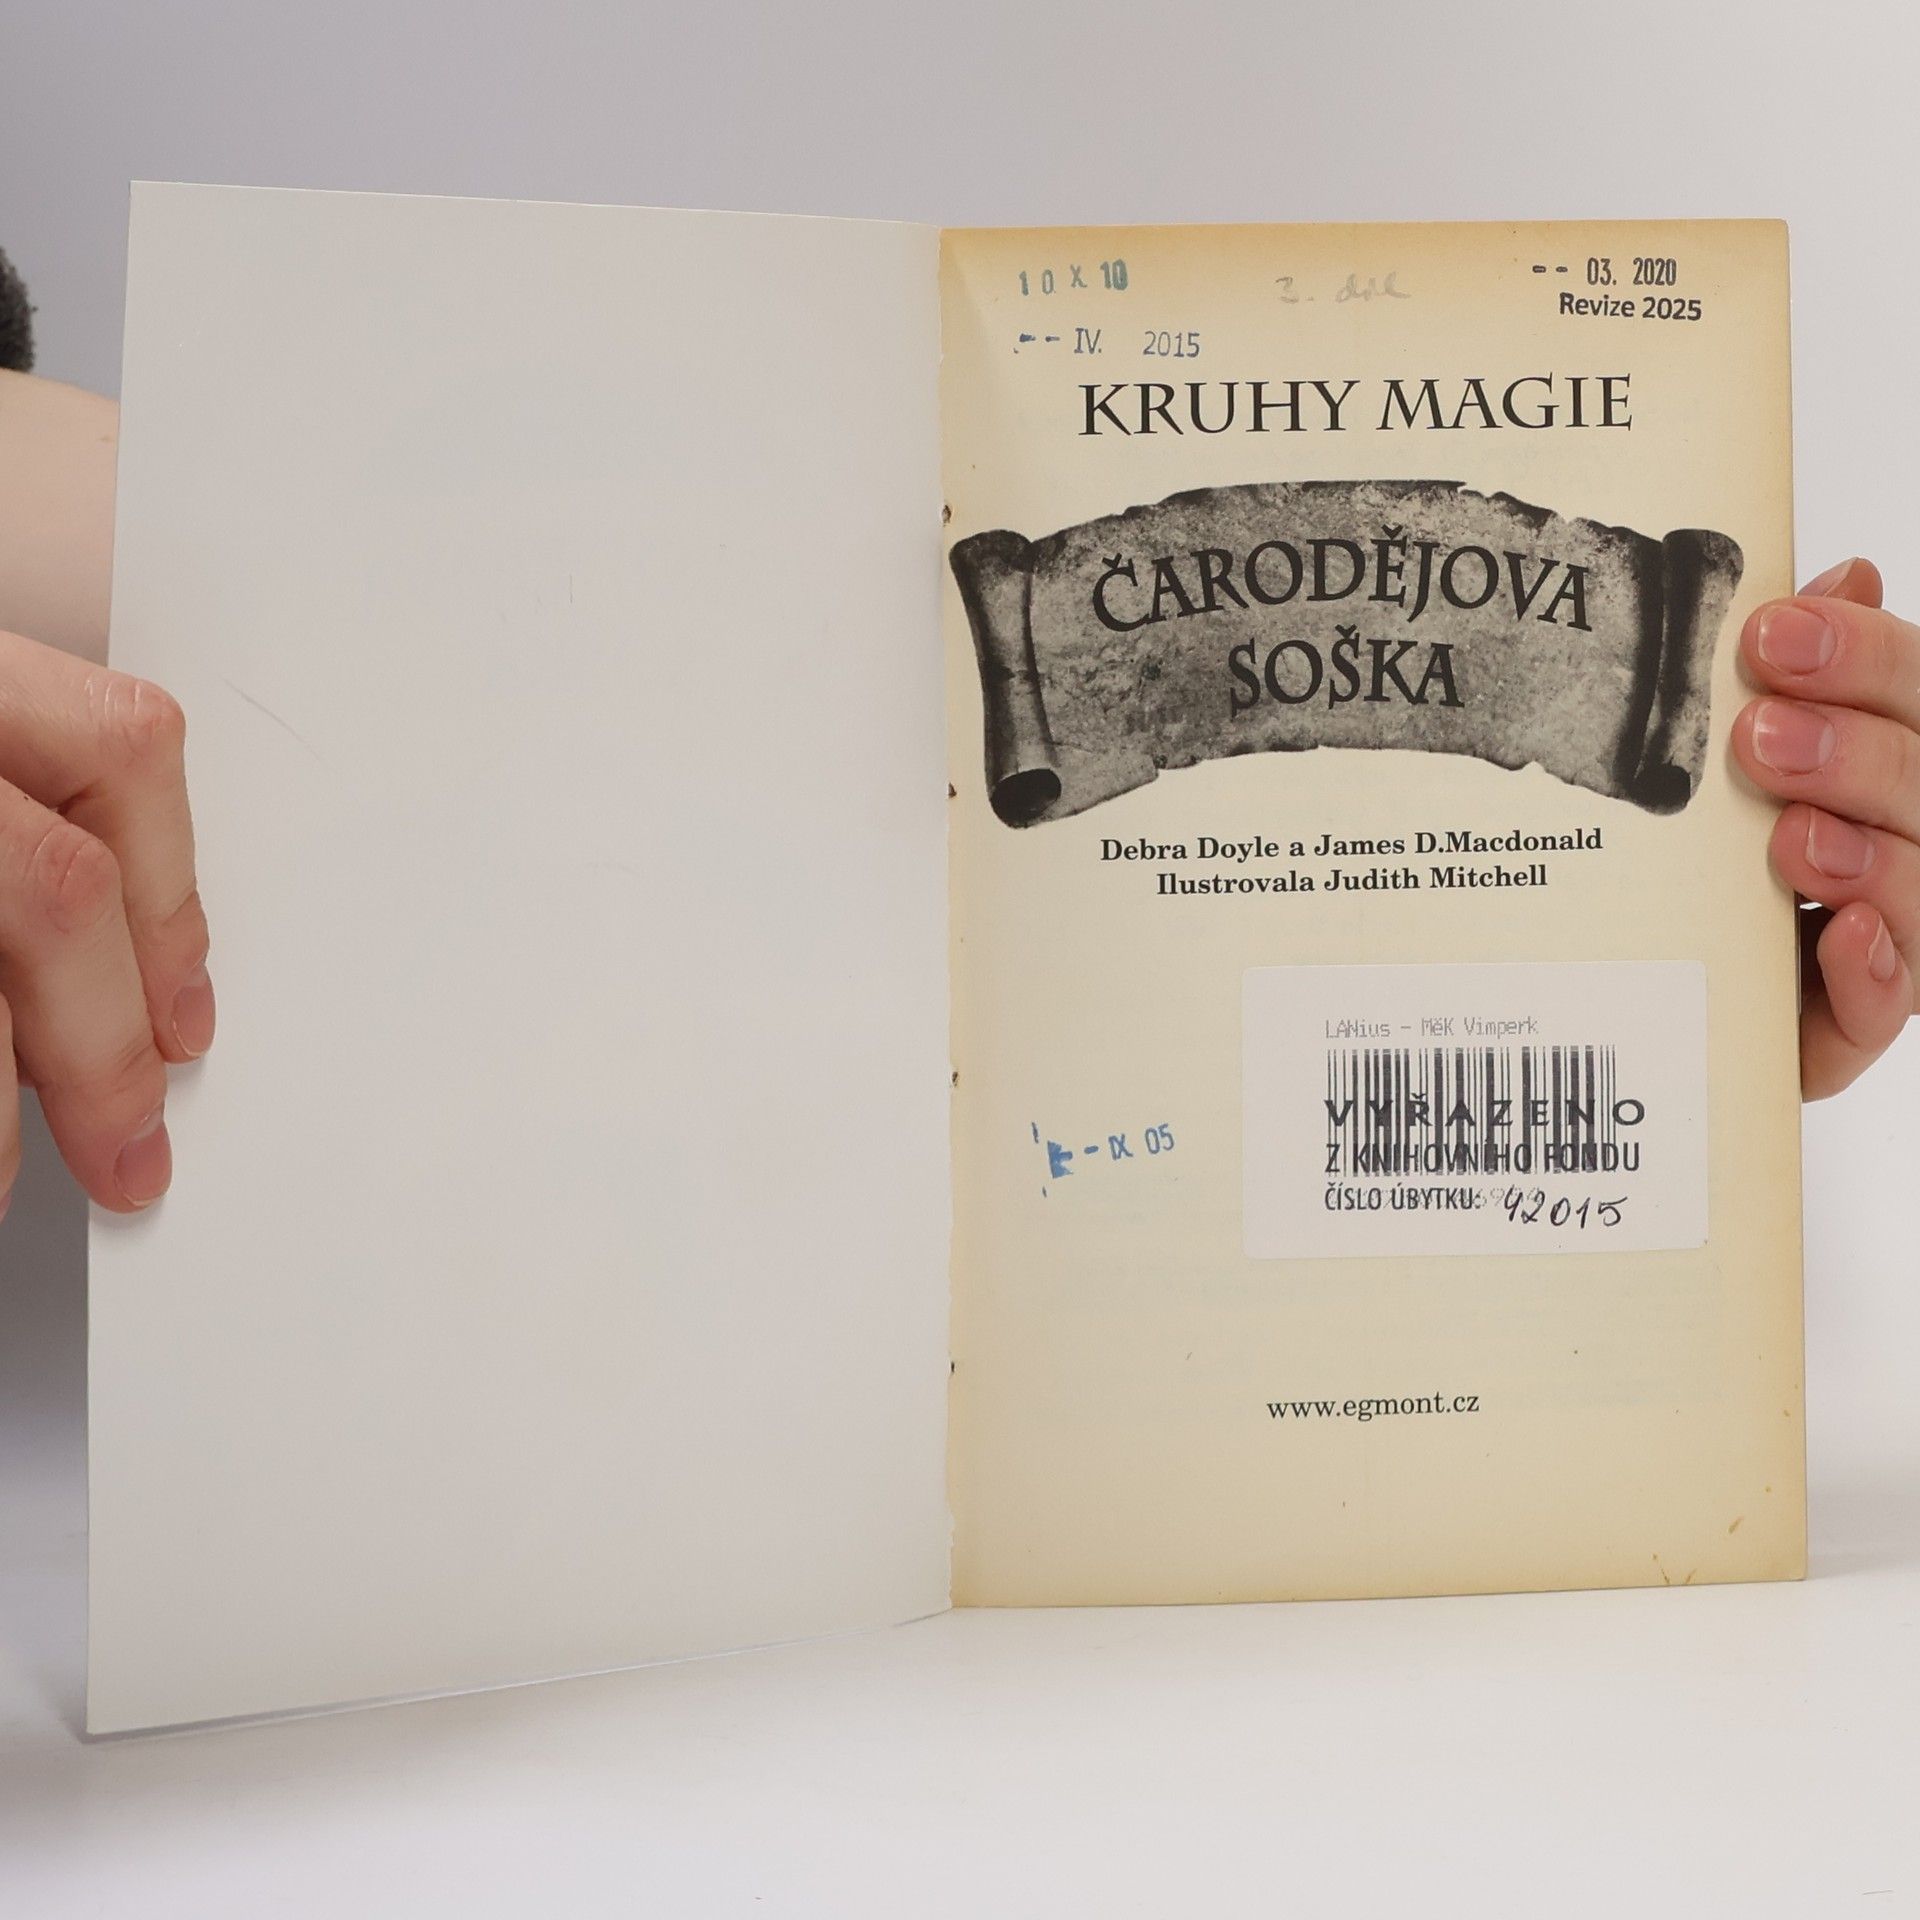 10 X 10
3. díl
-- 03. 2020
Revize 2025
-- IV. 2015
KRUHY MAGIE
ČARODĚJOVA
SOŠKA
Debra Doyle a James D.Macdonald
Ilustrovala Judith Mitchell
LANius - MěK Vimperk
VYŘAZENO
Z KNIHOVNÍHO FONDU
ČÍSLO ÚBYTKU: 42015
- IX 05
www.egmont.cz